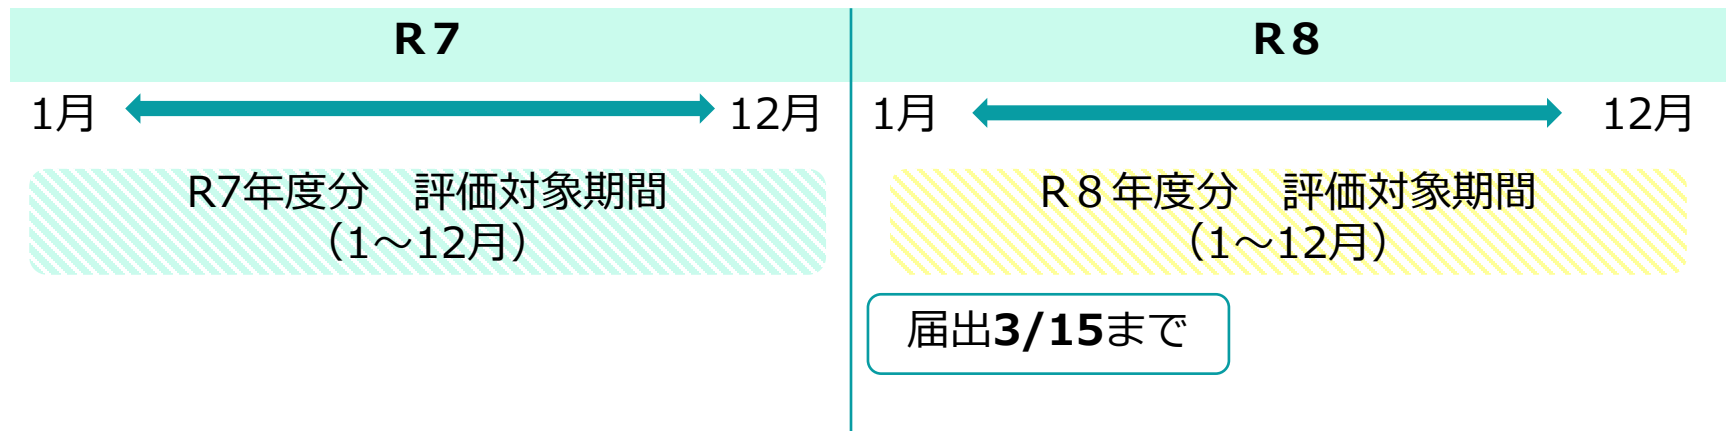 R７
R８
1月
12月
1月
12月
R7年度分　評価対象期間
（1～12月）
R８年度分　評価対象期間
（1～12月）
届出3/15まで